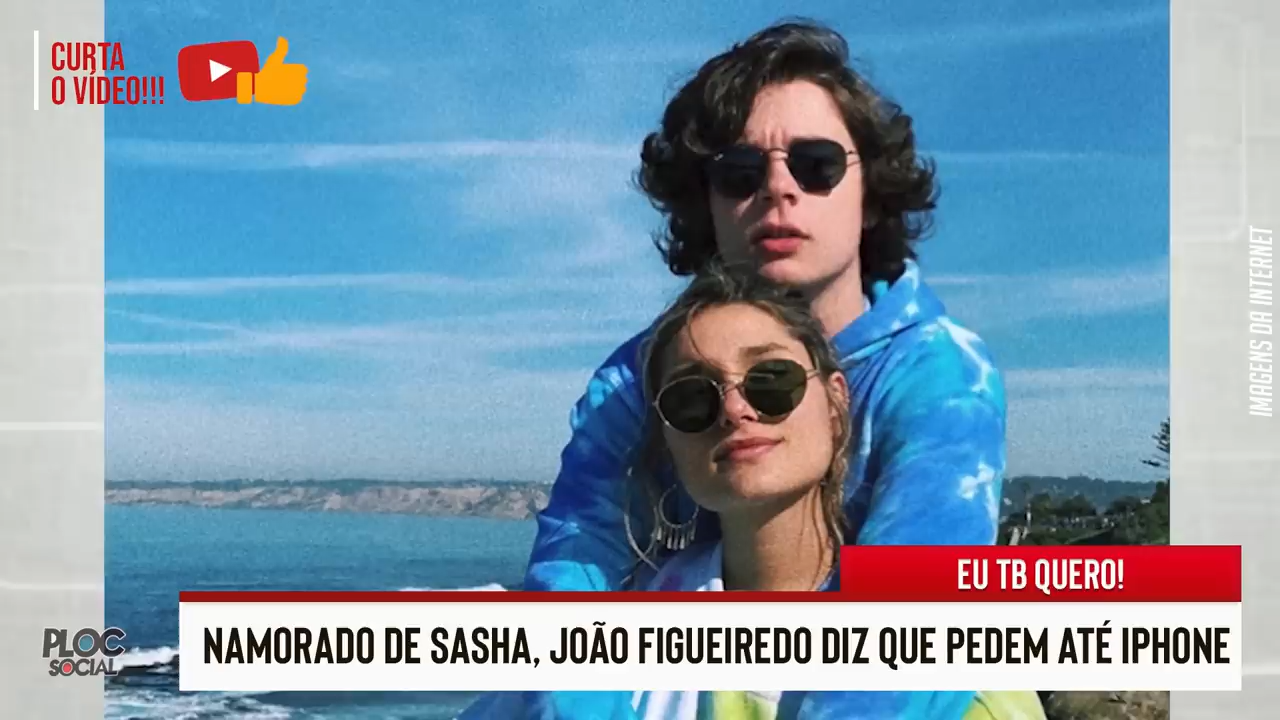 CURTA
O VÍDEO!!!
IMAGENS DA INTERNET
EU TB QUERO!
NAMORADO DE SASHA, JOÃO FIGUEIREDO DIZ QUE PEDEM ATÉ IPHONE
PLOC
SOCIAL